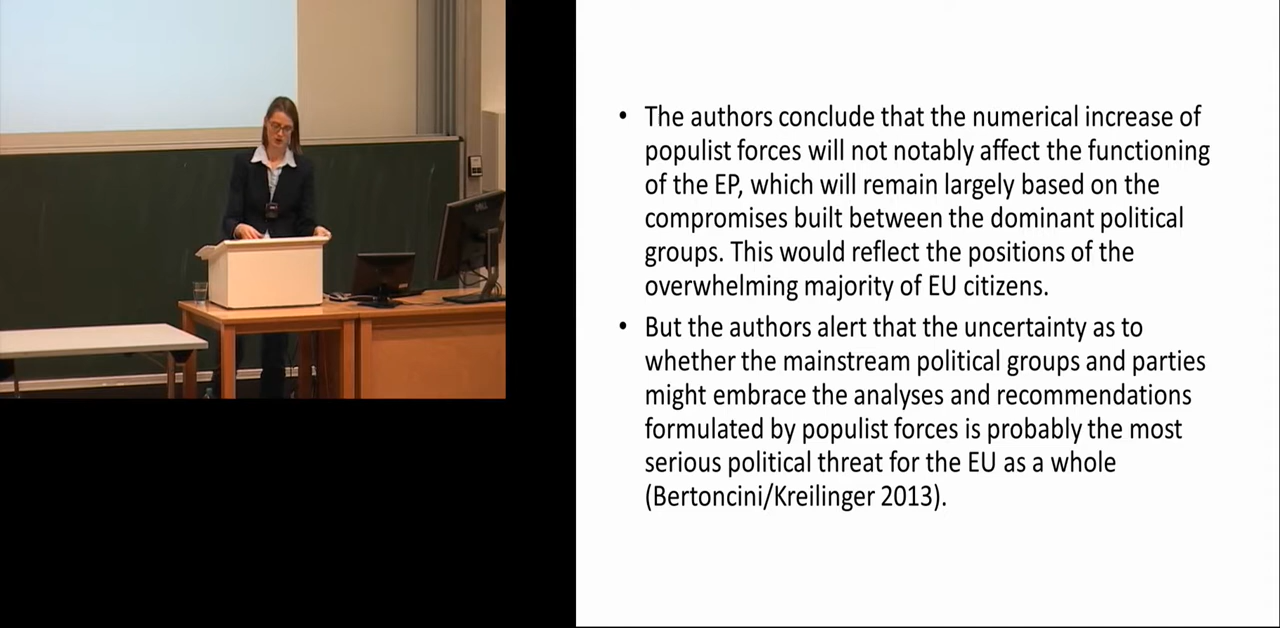 • The authors conclude that the numerical increase of
populist forces will not notably affect the functioning
of the EP, which will remain largely based on the
compromises built between the dominant political
groups. This would reflect the positions of the
overwhelming majority of EU citizens.
• But the authors alert that the uncertainty as to
whether the mainstream political groups and parties
might embrace the analyses and recommendations
formulated by populist forces is probably the most
serious political threat for the EU as a whole
(Bertoncini/Kreilinger 2013).
DELL